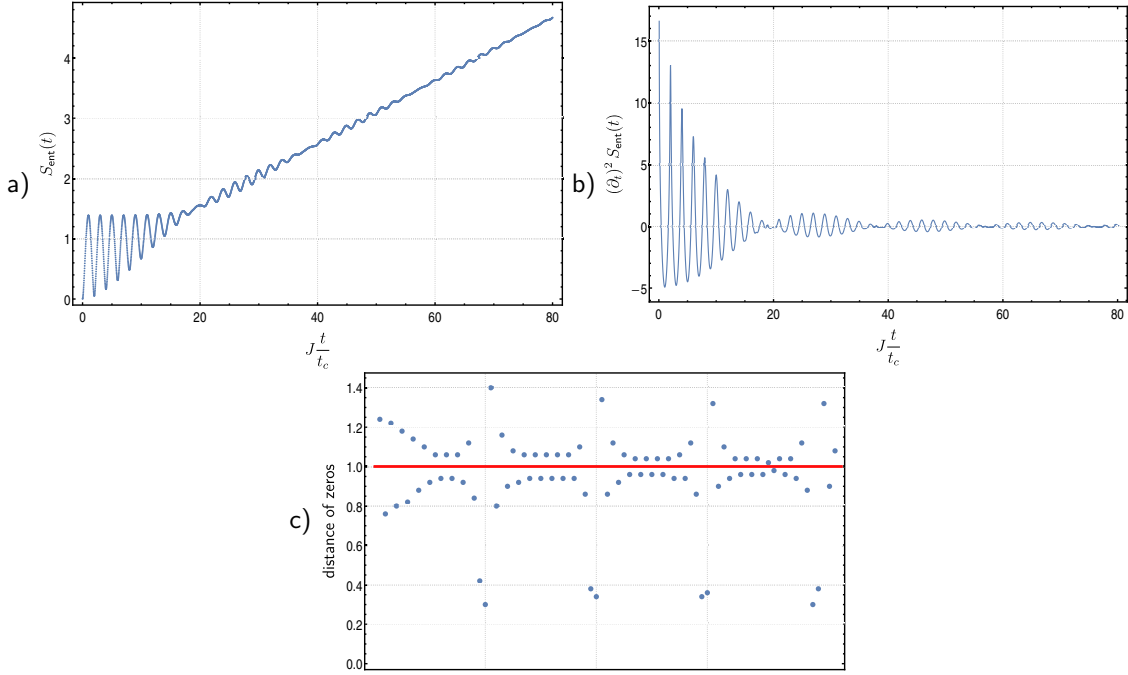 a)
S_ent(t)
4
3
2
1
0
0 20 40 60 80
J t/t_c
b)
(∂_t)² S_ent(t)
15
10
5
0
−5
0 20 40 60 80
J t/t_c
c)
distance of zeros
1.4
1.2
1.0
0.8
0.6
0.4
0.2
0.0